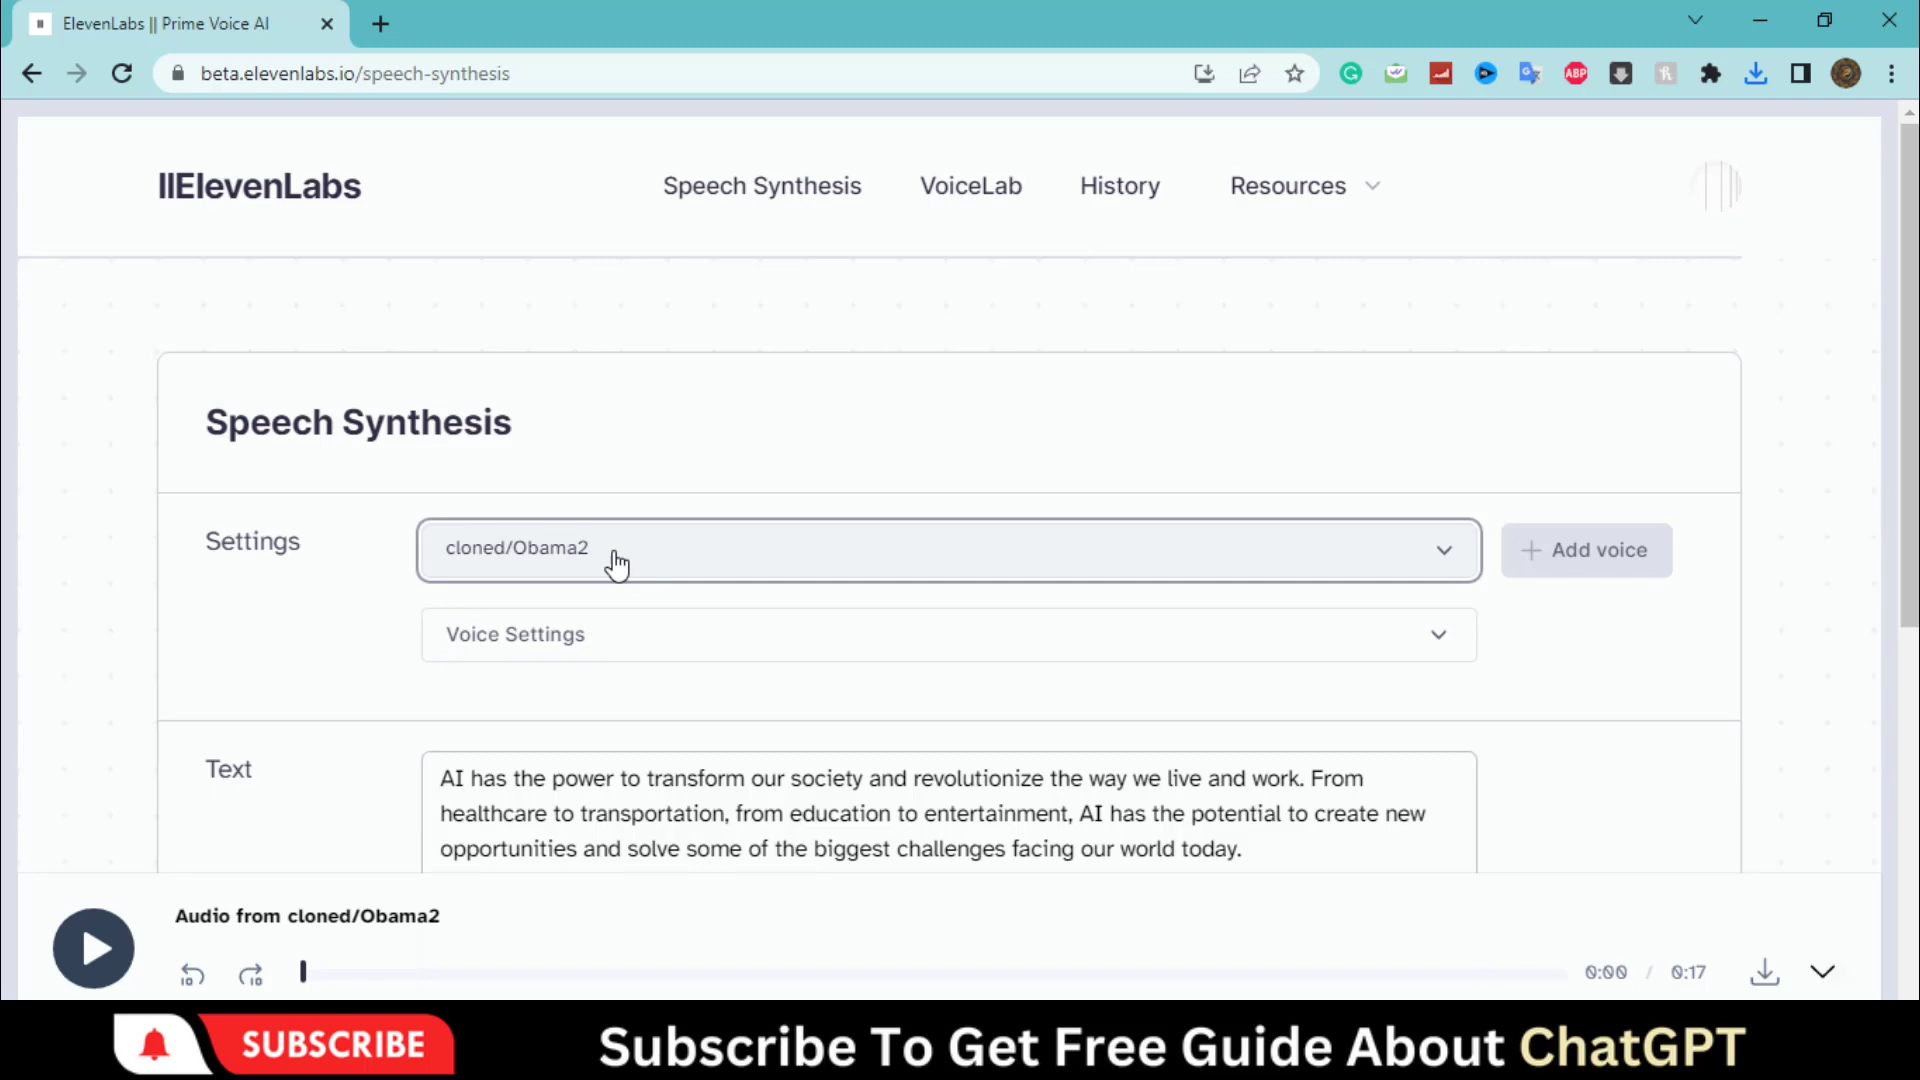 ElevenLabs || Prime Voice AI
beta.elevenlabs.io/speech-synthesis
ABP
IIElevenLabs
Speech Synthesis
VoiceLab
History
Resources
Speech Synthesis
Settings
cloned/Obama2
+ Add voice
Voice Settings
Text
AI has the power to transform our society and revolutionize the way we live and work. From
healthcare to transportation, from education to entertainment, AI has the potential to create new
opportunities and solve some of the biggest challenges facing our world today.
Audio from cloned/Obama2
10
10
0:00 / 0:17
SUBSCRIBE
Subscribe To Get Free Guide About ChatGPT